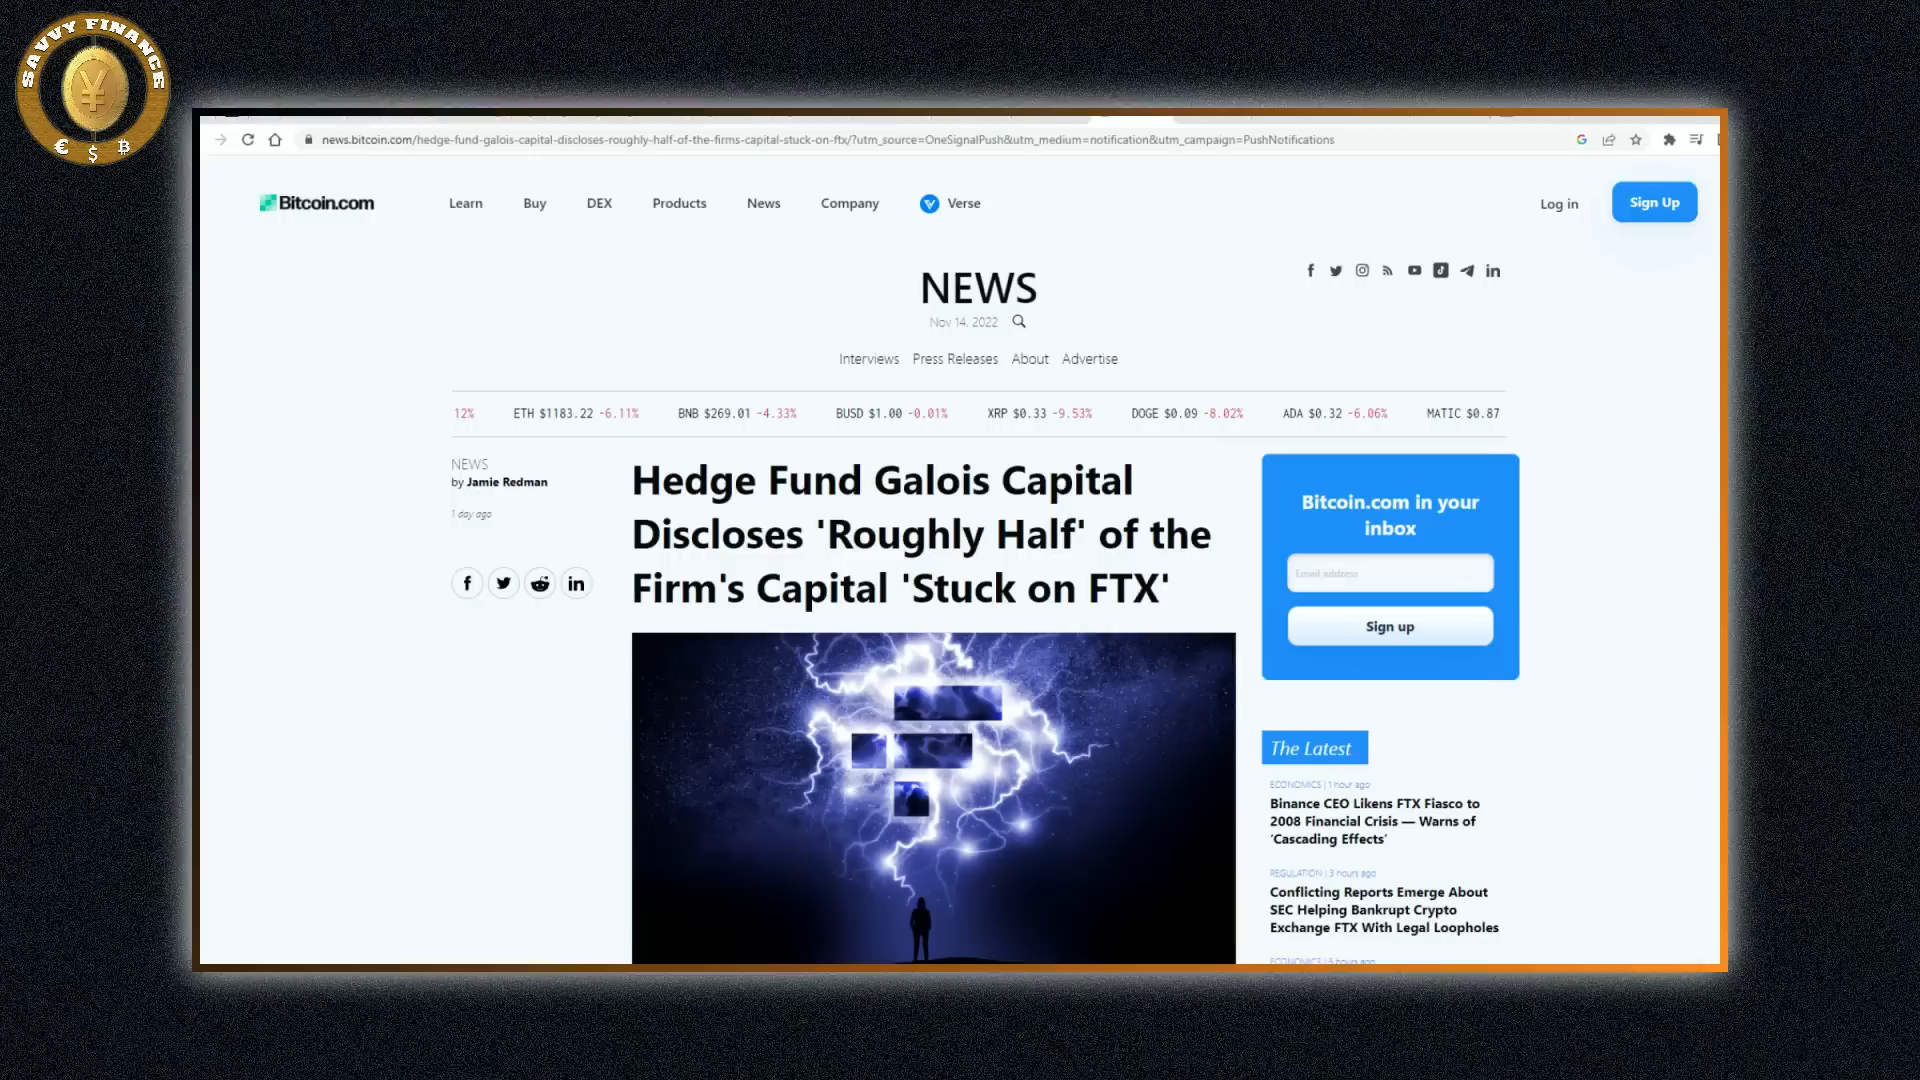 SAVVY FINANCE
news.bitcoin.com/hedge-fund-galois-capital-discloses-roughly-half-of-the-firms-capital-stuck-on-ftx/?utm_source=OneSignalPush&utm_medium=notification&utm_campaign=PushNotifications
Bitcoin.com
Learn
Buy
DEX
Products
News
Company
Verse
Log in
Sign Up
NEWS
Nov 14, 2022
Interviews Press Releases About Advertise
12% ETH $1183.22 -6.11% BNB $269.01 -4.33% BUSD $1.00 -0.01% XRP $0.33 -9.53% DOGE $0.09 -8.02% ADA $0.32 -6.06% MATIC $0.87
NEWS
by Jamie Redman
1 day ago
Hedge Fund Galois Capital
Discloses 'Roughly Half' of the
Firm's Capital 'Stuck on FTX'
Bitcoin.com in your
inbox
Email address
Sign up
The Latest
ECONOMICS | 1 hour ago
Binance CEO Likens FTX Fiasco to
2008 Financial Crisis — Warns of
‘Cascading Effects’
REGULATION | 3 hours ago
Conflicting Reports Emerge About
SEC Helping Bankrupt Crypto
Exchange FTX With Legal Loopholes
ECONOMICS | 5 hours ago